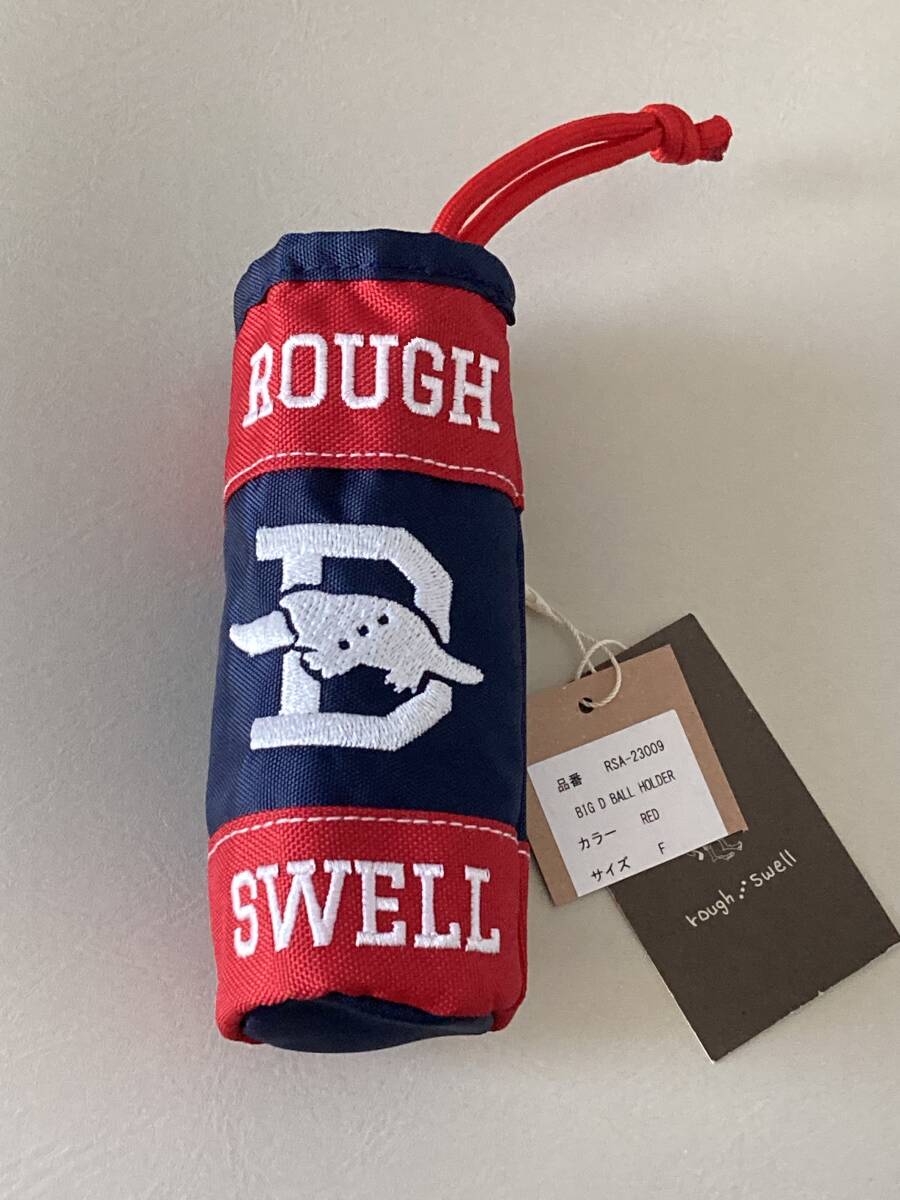 ROUGH
D
SWELL
品番 RSA-23009
BIG D BALL HOLDER
カラー RED
サイズ F
rough swell